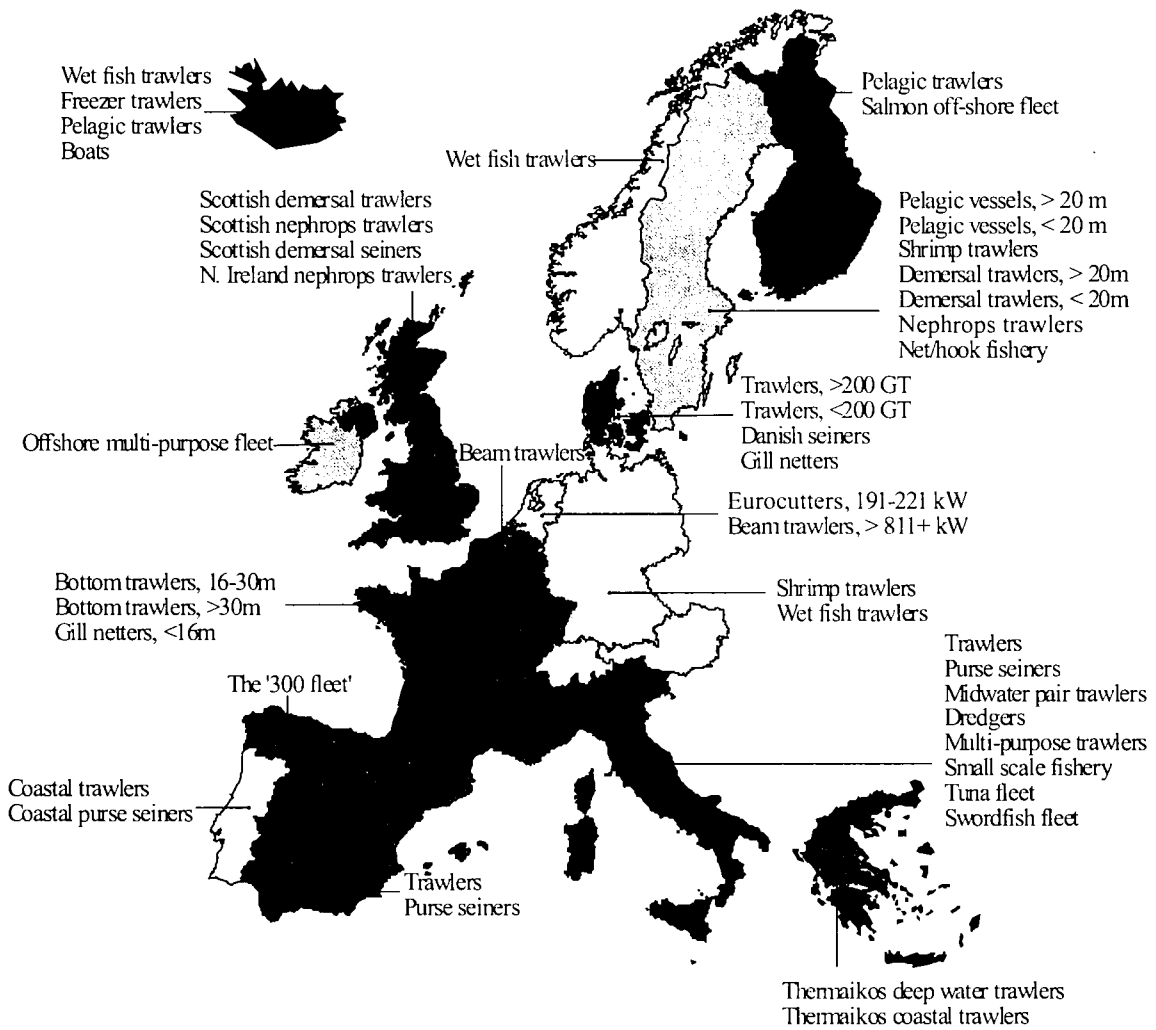 Wet fish trawlers
Freezer trawlers
Pelagic trawlers
Boats
Pelagic trawlers
Salmon off-shore fleet
Wet fish trawlers
Scottish demersal trawlers
Scottish nephrops trawlers
Scottish demersal seiners
N. Ireland nephrops trawlers
Pelagic vessels, > 20 m
Pelagic vessels, < 20 m
Shrimp trawlers
Demersal trawlers, > 20m
Demersal trawlers, < 20m
Nephrops trawlers
Net/hook fishery
Trawlers, >200 GT
Trawlers, <200 GT
Danish seiners
Gill netters
Offshore multi-purpose fleet
Beam trawlers
Eurocutters, 191-221 kW
Beam trawlers, > 811+ kW
Bottom trawlers, 16-30m
Bottom trawlers, >30m
Gill netters, <16m
Shrimp trawlers
Wet fish trawlers
Trawlers
Purse seiners
Midwater pair trawlers
Dredgers
Multi-purpose trawlers
Small scale fishery
Tuna fleet
Swordfish fleet
The '300 fleet'
Coastal trawlers
Coastal purse seiners
Trawlers
Purse seiners
Thermaikos deep water trawlers
Thermaikos coastal trawlers